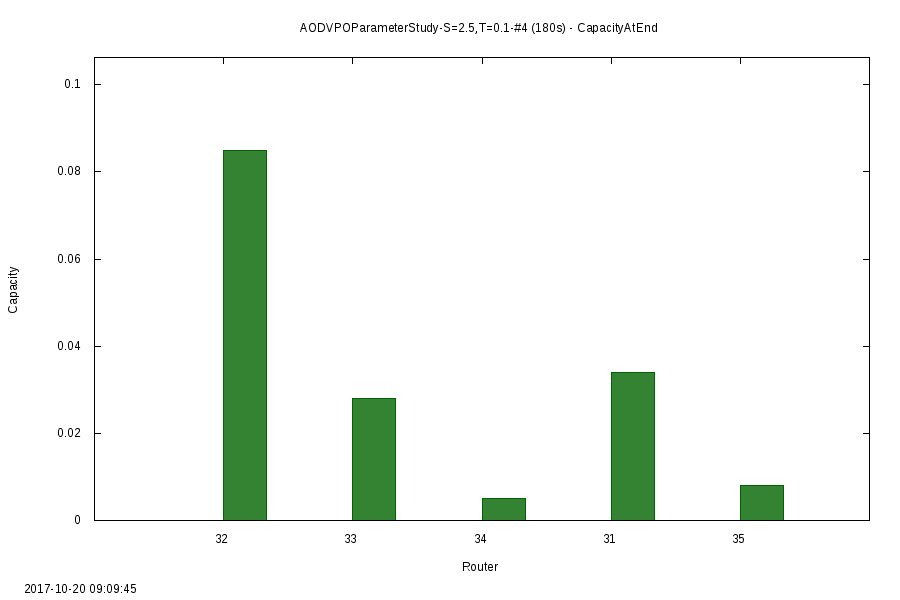 AODVPOParameterStudy-S=2.5,T=0.1-#4 (180s) - CapacityAtEnd
0.1
0.08
0.06
0.04
0.02
0
Capacity
32 33 34 31 35
Router
2017-10-20 09:09:45